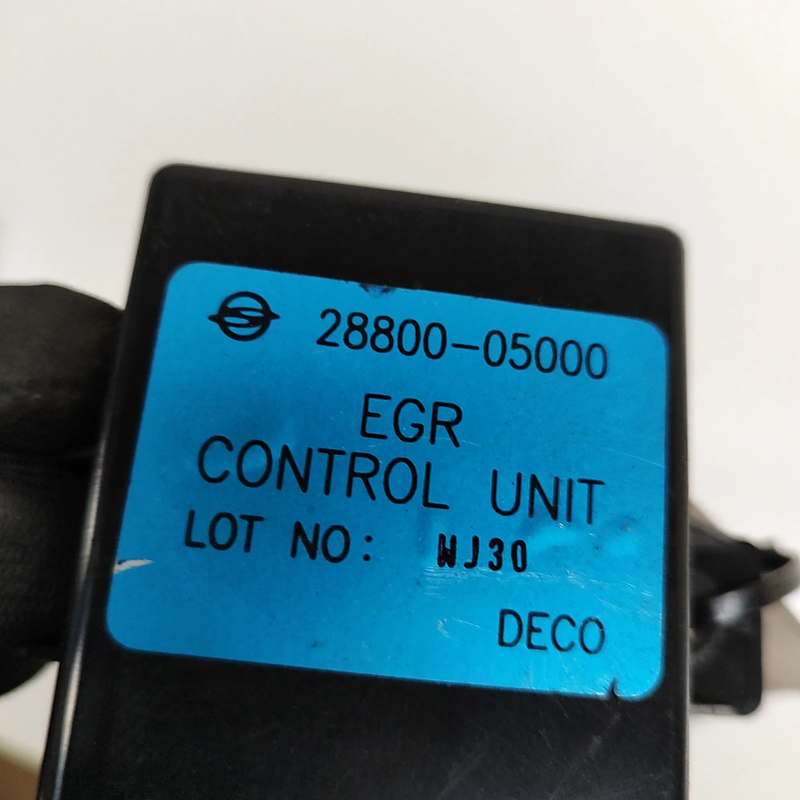 28800-05000
EGR
CONTROL UNIT
LOT NO: WJ30
DECO